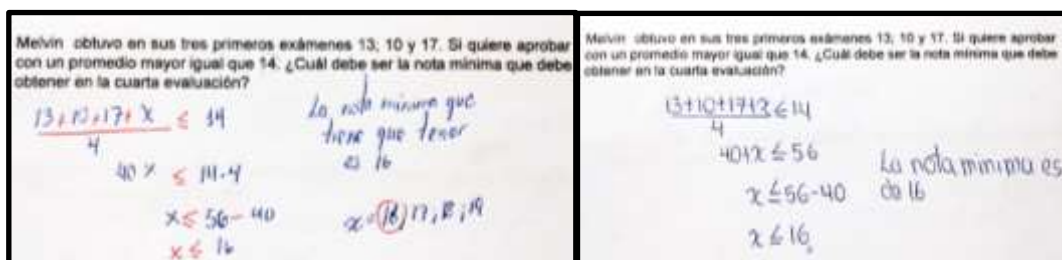 Melvin obtuvo en sus tres primeros exámenes 13; 10 y 17. Si quiere aprobar
con un promedio mayor igual que 14. ¿Cuál debe ser la nota mínima que debe
obtener en la cuarta evaluación?
13+10+17+x/4 ≤ 14
40 x ≤ 14.4
x ≤ 56-40
x ≤ 16
La nota mínima que
tiene que tener
es 16
x = 16, 17, 18, 19
Melvin obtuvo en sus tres primeros exámenes 13; 10 y 17. Si quiere aprobar
con un promedio mayor igual que 14. ¿Cuál debe ser la nota mínima que debe
obtener en la cuarta evaluación?
13+10+17+x/4 ≤ 14
40+x ≤ 56
x ≤ 56-40
x ≤ 16
La nota minima es
de 16